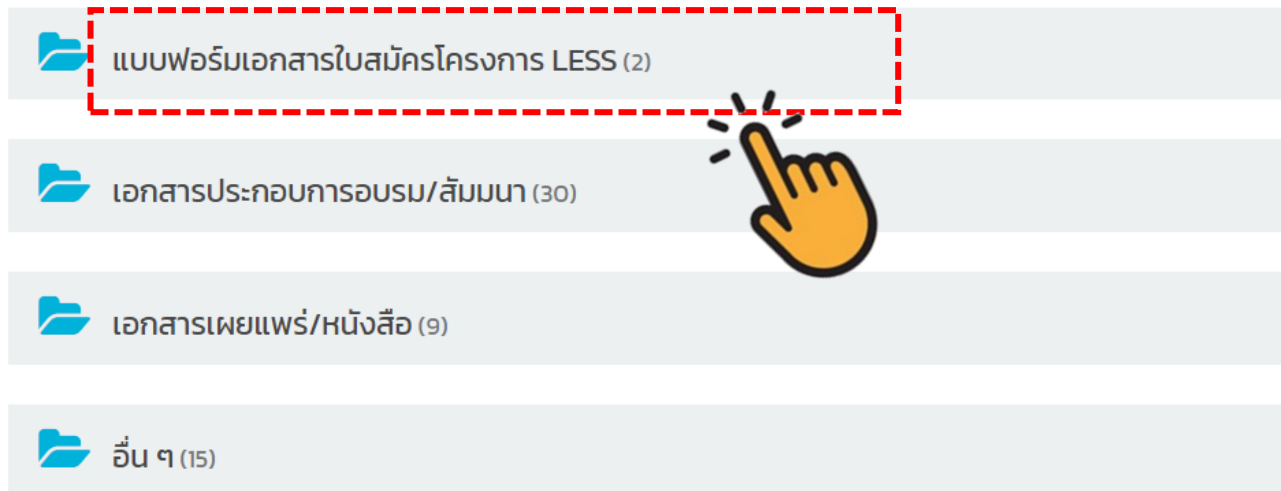 แบบฟอร์มเอกสารใบสมัครโครงการ LESS (2)
เอกสารประกอบการอบรม/สัมมนา (30)
เอกสารเผยแพร่/หนังสือ (9)
อื่น ๆ (15)